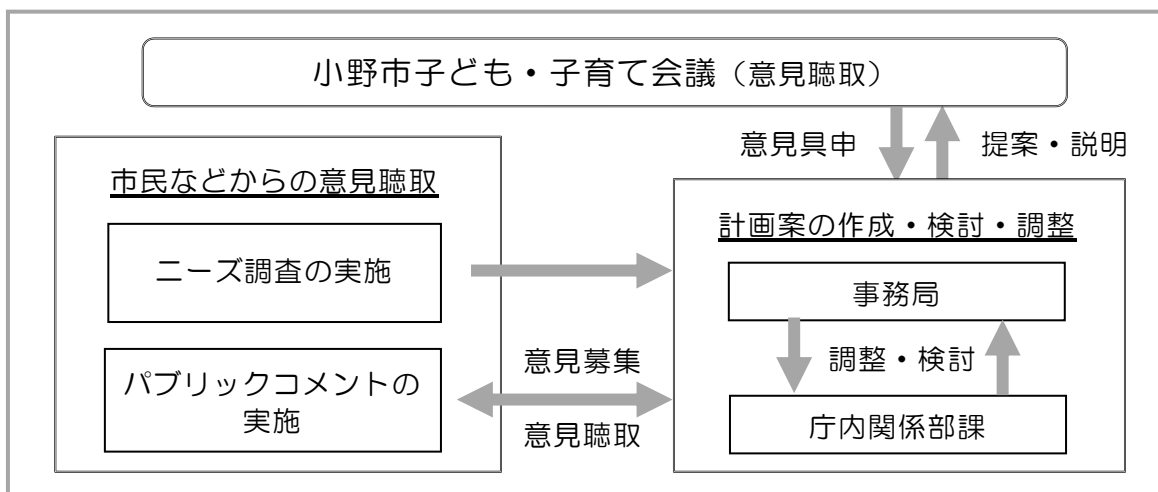 小野市子ども・子育て会議（意見聴取）
意見具申
提案・説明
市民などからの意見聴取
ニーズ調査の実施
パブリックコメントの
実施
意見募集
意見聴取
計画案の作成・検討・調整
事務局
調整・検討
庁内関係部課